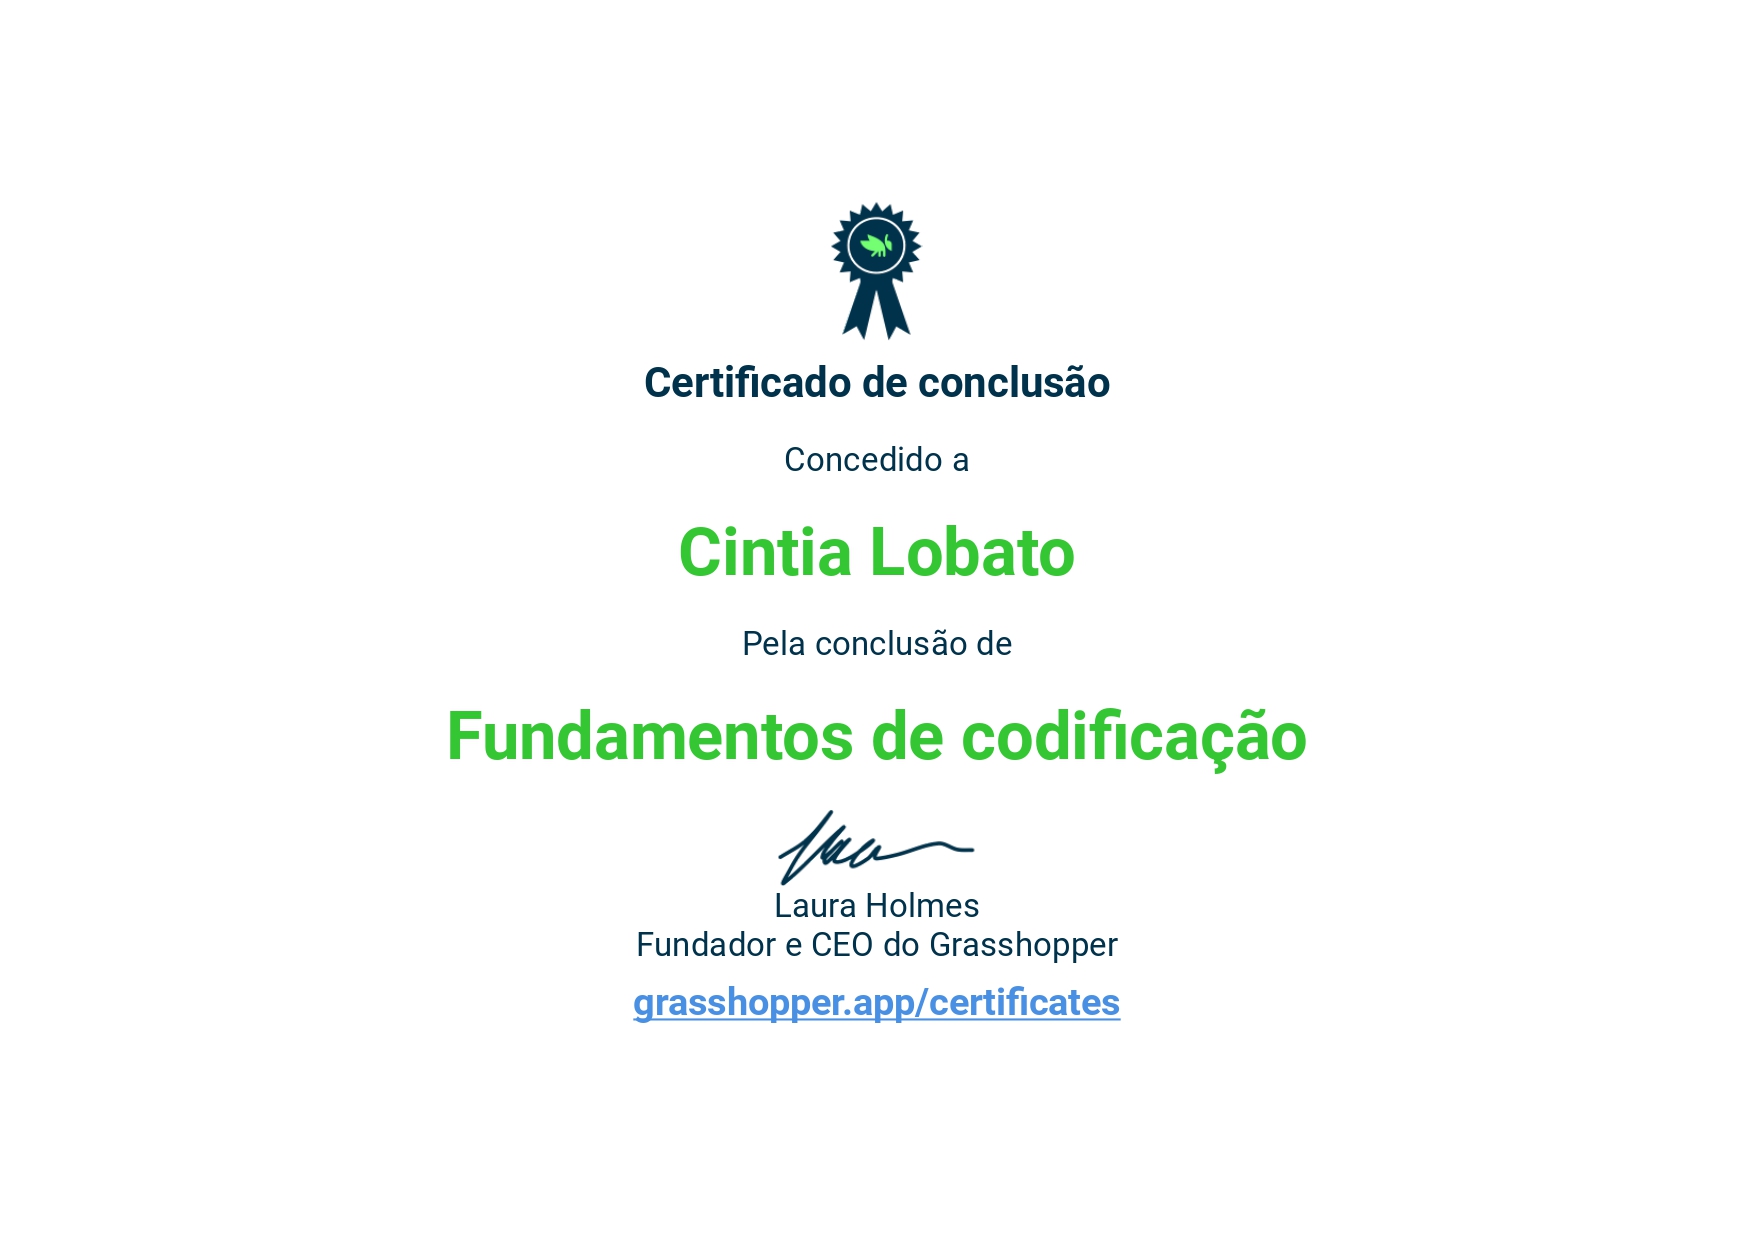 Certificado de conclusão
Concedido a
Cintia Lobato
Pela conclusão de
Fundamentos de codificação
Laura Holmes
Fundador e CEO do Grasshopper
grasshopper.app/certificates